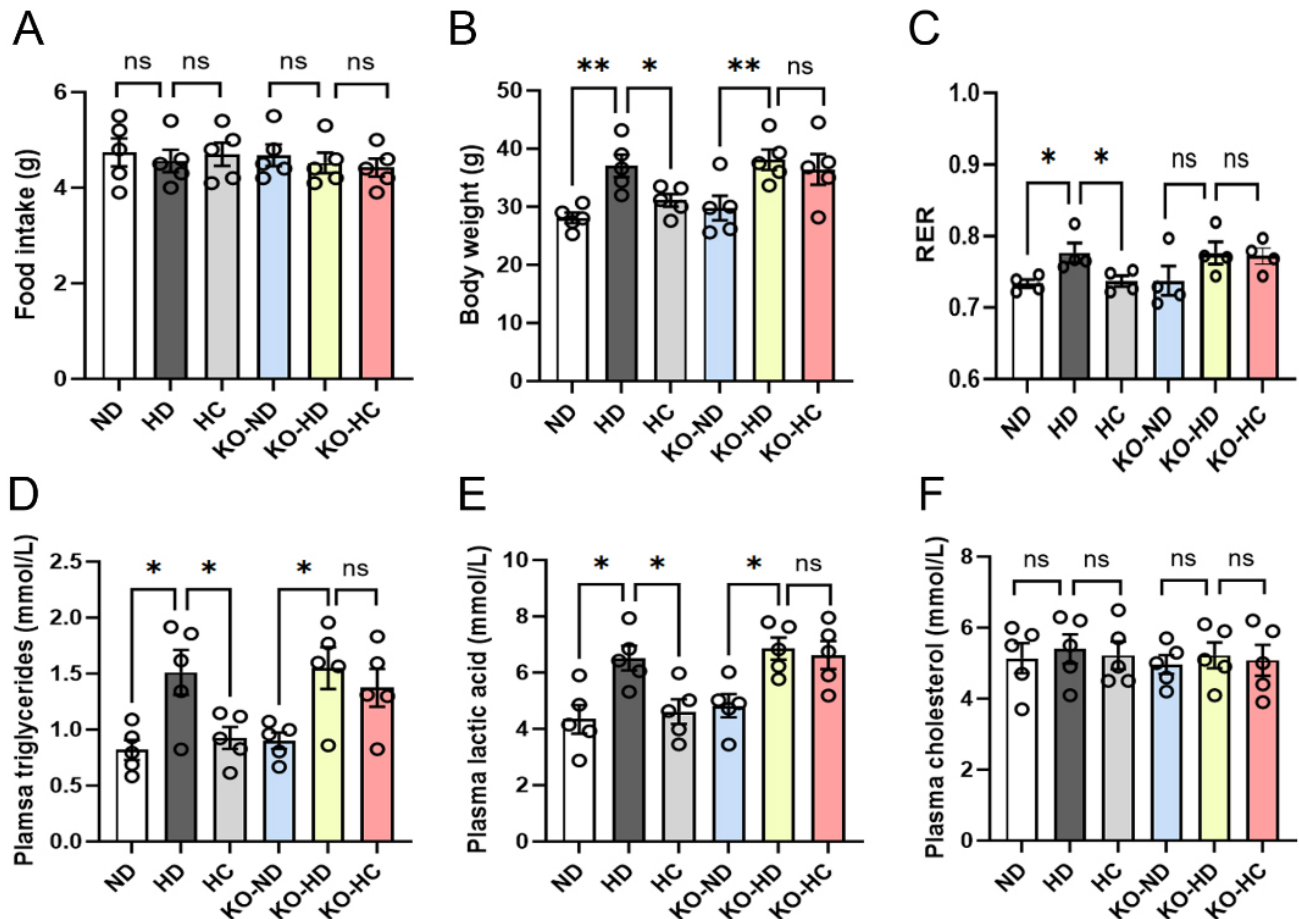 A
ns ns ns ns
Food intake (g)
6
4
2
0
ND HD HC KO-ND KO-HD KO-HC
B
** * ** ns
Body weight (g)
50
40
30
20
10
0
ND HD HC KO-ND KO-HD KO-HC
C
* * ns ns
RER
1.0
0.9
0.8
0.7
0.6
ND HD HC KO-ND KO-HD KO-HC
D
* * * ns
Plamsa triglycerides (mmol/L)
2.5
2.0
1.5
1.0
0.5
0.0
ND HD HC KO-ND KO-HD KO-HC
E
* * * ns
Plasma lactic acid (mmol/L)
10
8
6
4
2
0
ND HD HC KO-ND KO-HD KO-HC
F
ns ns ns ns
Plasma cholesterol (mmol/L)
8
6
4
2
0
ND HD HC KO-ND KO-HD KO-HC